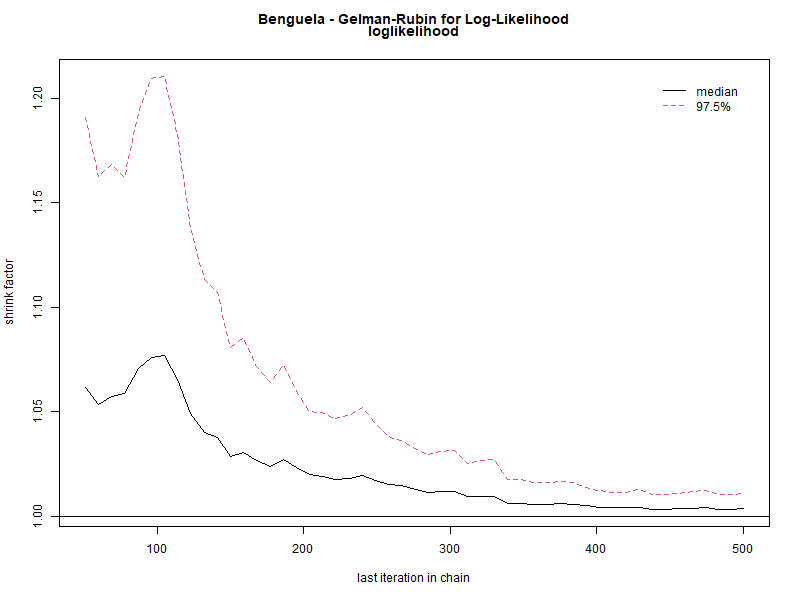 Benguela - Gelman-Rubin for Log-Likelihood
loglikelihood
median
97.5%
1.20
1.15
1.10
1.05
1.00
shrink factor
100 200 300 400 500
last iteration in chain